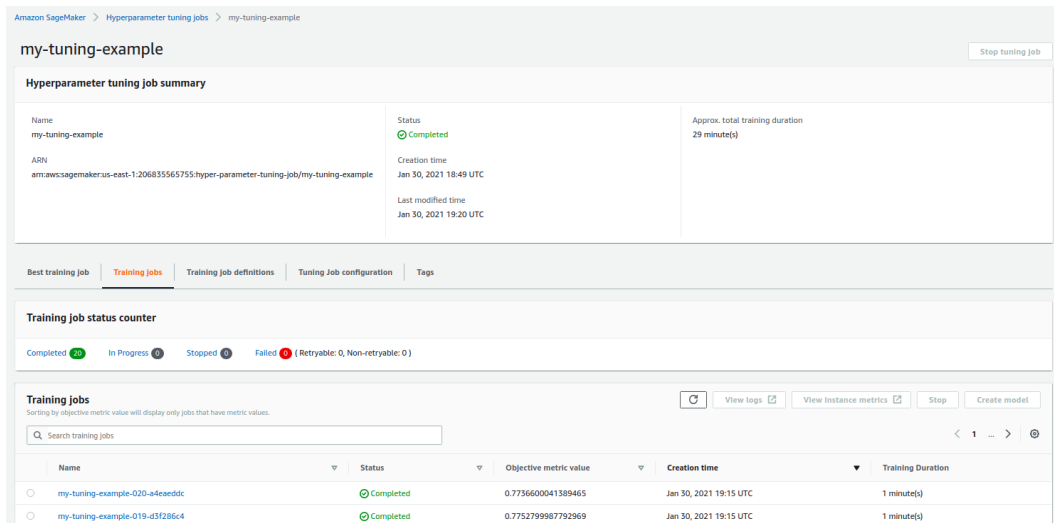 Amazon SageMaker > Hyperparameter tuning jobs > my-tuning-example
my-tuning-example
Stop tuning job
Hyperparameter tuning job summary
Name
my-tuning-example
ARN
arn:aws:sagemaker:us-east-1:206835565755:hyper-parameter-tuning-job/my-tuning-example
Status
Completed
Creation time
Jan 30, 2021 18:49 UTC
Last modified time
Jan 30, 2021 19:20 UTC
Approx. total training duration
29 minute(s)
Best training job Training jobs Training job definitions Tuning Job configuration Tags
Training job status counter
Completed 20 In Progress 0 Stopped 0 Failed 0 ( Retryable: 0, Non-retryable: 0 )
Training jobs
Sorting by objective metric value will display only jobs that have metric values.
View logs View instance metrics Stop Create model
Search training jobs
< 1 ... >
Name Status Objective metric value Creation time Training Duration
my-tuning-example-020-a4eaeddc Completed 0.7736600041389465 Jan 30, 2021 19:15 UTC 1 minute(s)
my-tuning-example-019-d3f286c4 Completed 0.7752799987792969 Jan 30, 2021 19:15 UTC 1 minute(s)